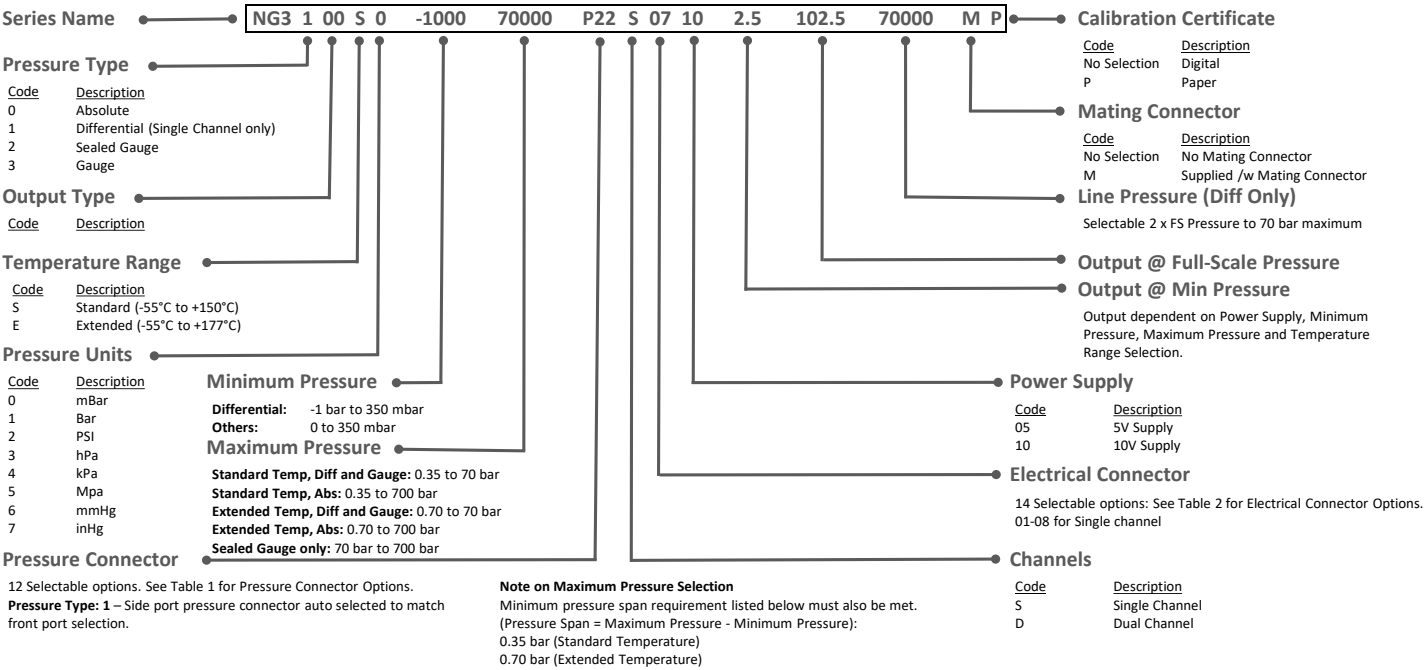 Series Name
NG3 1 00 S 0 -1000 70000 P22 S 07 10 2.5 102.5 70000 M P
Pressure Type
Code Description
0 Absolute
1 Differential (Single Channel only)
2 Sealed Gauge
3 Gauge
Output Type
Code Description
Temperature Range
Code Description
S Standard (-55°C to +150°C)
E Extended (-55°C to +177°C)
Pressure Units
Code Description
0 mBar
1 Bar
2 PSI
3 hPa
4 kPa
5 Mpa
6 mmHg
7 inHg
Minimum Pressure
Differential: -1 bar to 350 mbar
Others: 0 to 350 mbar
Maximum Pressure
Standard Temp, Diff and Gauge: 0.35 to 70 bar
Standard Temp, Abs: 0.35 to 700 bar
Extended Temp, Diff and Gauge: 0.70 to 70 bar
Extended Temp, Abs: 0.70 to 700 bar
Sealed Gauge only: 70 bar to 700 bar
Pressure Connector
12 Selectable options. See Table 1 for Pressure Connector Options.
Pressure Type: 1 – Side port pressure connector auto selected to match
front port selection.
Note on Maximum Pressure Selection
Minimum pressure span requirement listed below must also be met.
(Pressure Span = Maximum Pressure - Minimum Pressure):
0.35 bar (Standard Temperature)
0.70 bar (Extended Temperature)
Calibration Certificate
Code Description
No Selection Digital
P Paper
Mating Connector
Code Description
No Selection No Mating Connector
M Supplied /w Mating Connector
Line Pressure (Diff Only)
Selectable 2 x FS Pressure to 70 bar maximum
Output @ Full-Scale Pressure
Output @ Min Pressure
Output dependent on Power Supply, Minimum
Pressure, Maximum Pressure and Temperature
Range Selection.
Power Supply
Code Description
05 5V Supply
10 10V Supply
Electrical Connector
14 Selectable options: See Table 2 for Electrical Connector Options.
01-08 for Single channel
Channels
Code Description
S Single Channel
D Dual Channel